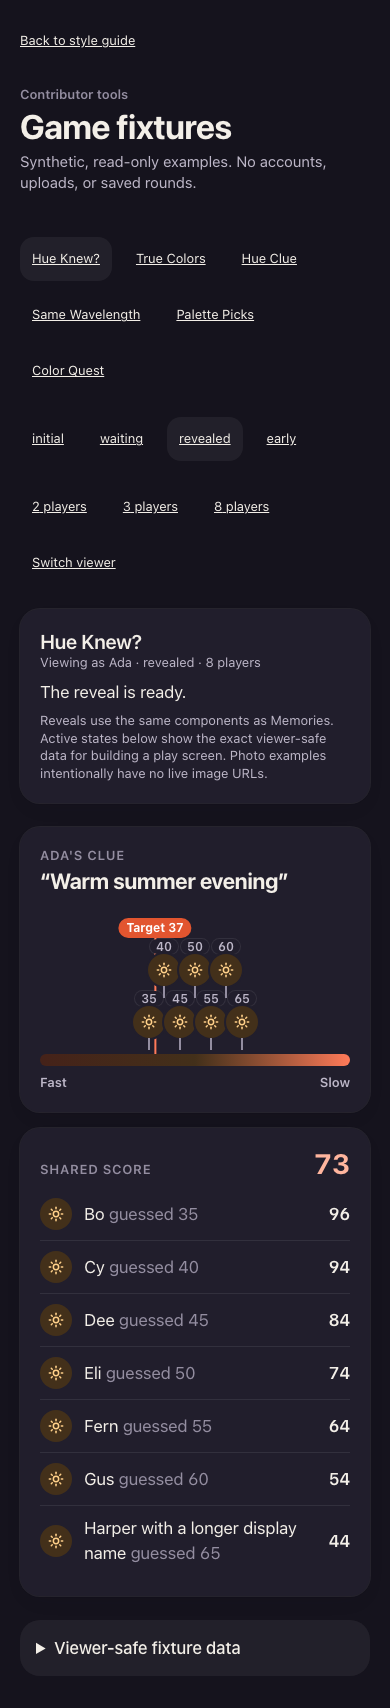 Back to style guide
Contributor tools
Game fixtures
Synthetic, read-only examples. No accounts,
uploads, or saved rounds.
Hue Knew? True Colors Hue Clue
Same Wavelength Palette Picks
Color Quest
initial waiting revealed early
2 players 3 players 8 players
Switch viewer
Hue Knew?
Viewing as Ada · revealed · 8 players
The reveal is ready.
Reveals use the same components as Memories.
Active states below show the exact viewer-safe
data for building a play screen. Photo examples
intentionally have no live image URLs.
ADA'S CLUE
“Warm summer evening”
Target 37
40 50 60
35 45 55 65
Fast Slow
SHARED SCORE 73
Bo guessed 35 96
Cy guessed 40 94
Dee guessed 45 84
Eli guessed 50 74
Fern guessed 55 64
Gus guessed 60 54
Harper with a longer display
name guessed 65 44
Viewer-safe fixture data